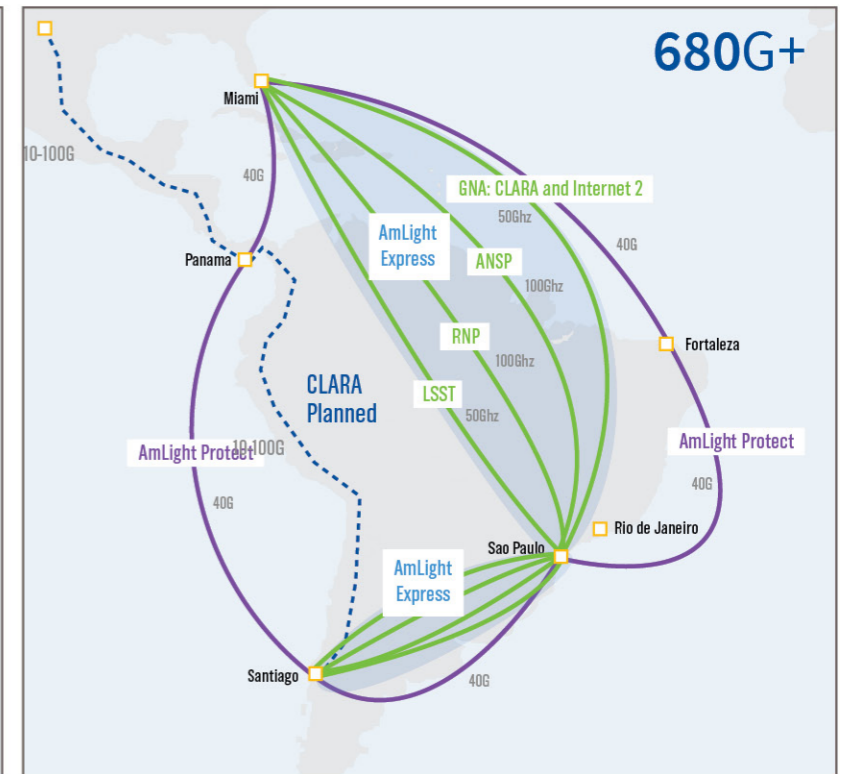 680G+
Miami
10-100G
40G
GNA: CLARA and Internet 2
50Ghz
AmLight
Express
40G
Panama
ANSP
100Ghz
RNP
Fortaleza
100Ghz
CLARA
Planned
LSST
50Ghz
AmLight Protect
10-100G
AmLight Protect
40G
40G
Rio de Janeiro
Sao Paulo
AmLight
Express
Santiago
40G